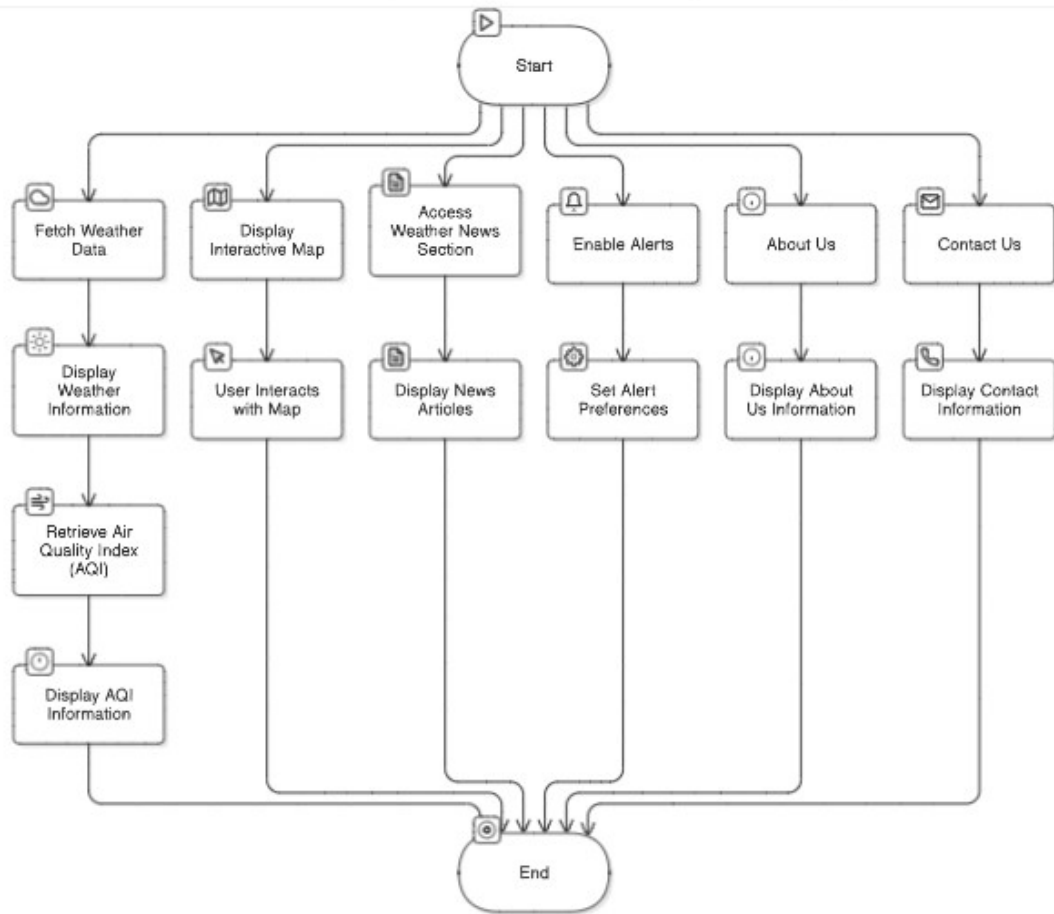 Start
Fetch Weather
Data
Display
Interactive Map
Access
Weather News
Section
Enable Alerts
About Us
Contact Us
Display
Weather
Information
User Interacts
with Map
Display News
Articles
Set Alert
Preferences
Display About
Us Information
Display Contact
Information
Retrieve Air
Quality Index
(AQI)
Display AQI
Information
End